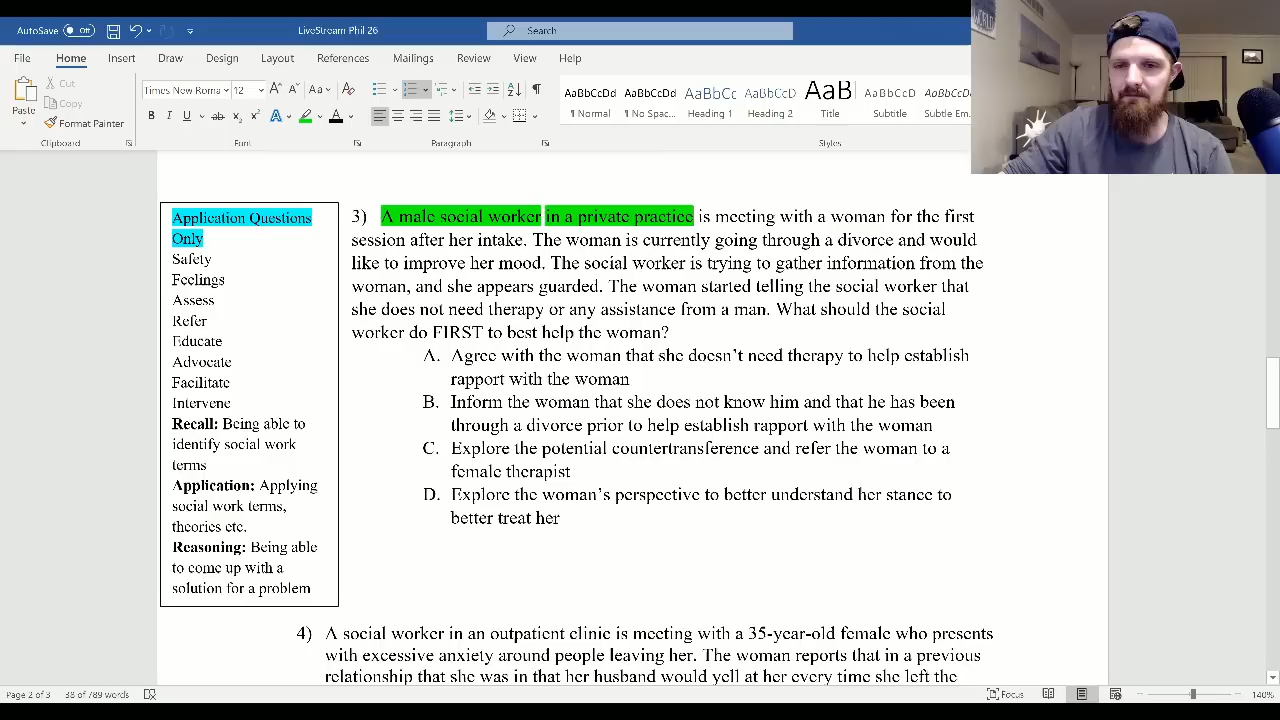 AutoSave Off LiveStream Phil 26 Search
File Home Insert Draw Design Layout References Mailings Review View Help
Paste Cut Copy Format Painter
Times New Roma 12
B I U ab
AaBbCcDd AaBbCcDd AaBbCcDd AaBbCcDd AaB AaBbCcDd AaBbCcDd
¶ Normal ¶ No Spac... Heading 1 Heading 2 Title Subtitle Subtle Em...
Clipboard Font Paragraph Styles
Application Questions
Only
Safety
Feelings
Assess
Refer
Educate
Advocate
Facilitate
Intervene
Recall: Being able to
identify social work
terms
Application: Applying
social work terms,
theories etc.
Reasoning: Being able
to come up with a
solution for a problem
3) A male social worker in a private practice is meeting with a woman for the first
session after her intake. The woman is currently going through a divorce and would
like to improve her mood. The social worker is trying to gather information from the
woman, and she appears guarded. The woman started telling the social worker that
she does not need therapy or any assistance from a man. What should the social
worker do FIRST to best help the woman?
A. Agree with the woman that she doesn't need therapy to help establish
rapport with the woman
B. Inform the woman that she does not know him and that he has been
through a divorce prior to help establish rapport with the woman
C. Explore the potential countertransference and refer the woman to a
female therapist
D. Explore the woman's perspective to better understand her stance to
better treat her
4) A social worker in an outpatient clinic is meeting with a 35-year-old female who presents
with excessive anxiety around people leaving her. The woman reports that in a previous
relationship that she was in that her husband would yell at her every time she left the
Page 2 of 3 38 of 789 words Focus 140%